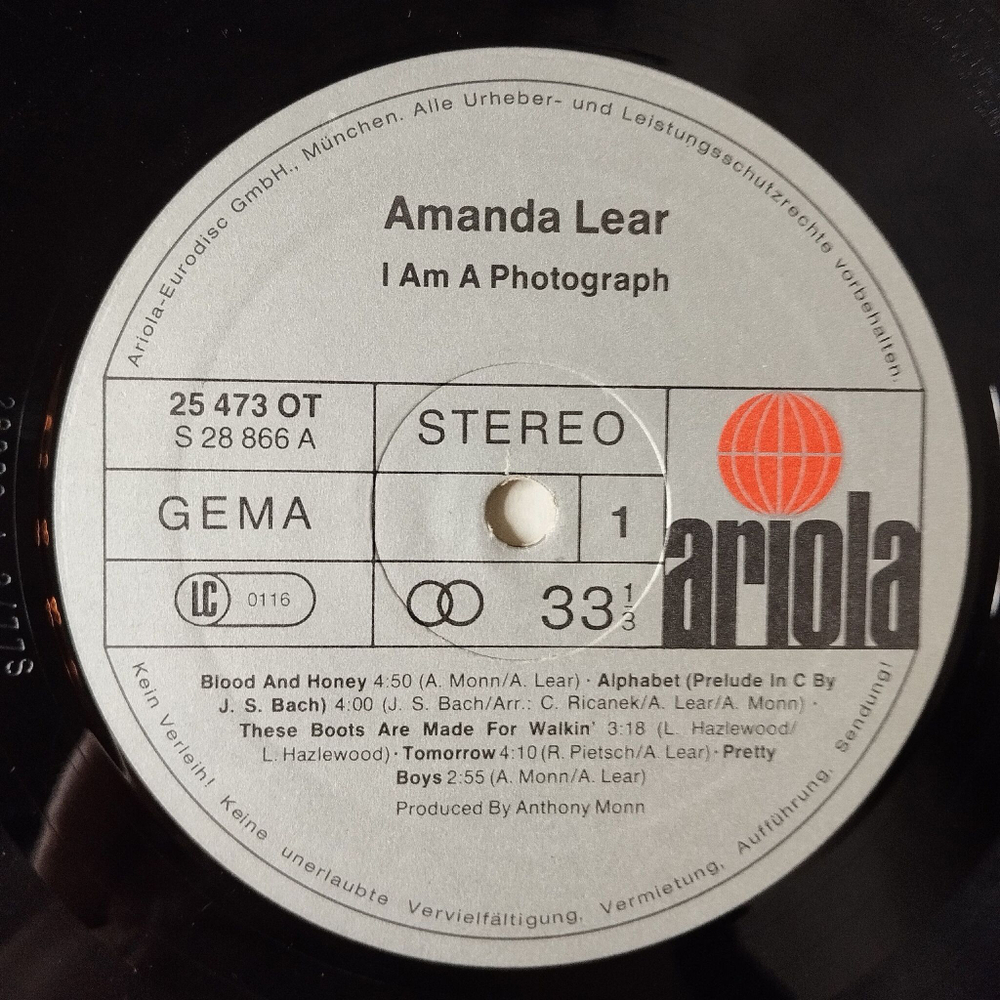 Ariola-Eurodisc GmbH., München. Alle Urheber- und Leistungsschutzrechte vorbehalten.
Amanda Lear
I Am A Photograph
25 473 OT
S 28 866 A
STEREO
GEMA
1
LC 0116
33 1/3
ariola
Blood And Honey 4:50 (A. Monn/A. Lear) · Alphabet (Prelude In C By
J. S. Bach) 4:00 (J. S. Bach/Arr.: C. Ricanek/A. Lear/A. Monn) ·
These Boots Are Made For Walkin' 3:18 (L. Hazlewood/
L. Hazlewood) · Tomorrow 4:10 (R. Pietsch/A. Lear) · Pretty
Boys 2:55 (A. Monn/A. Lear)
Produced By Anthony Monn
Kein Verleih! Keine unerlaubte Vervielfältigung, Vermietung, Aufführung, Sendung!